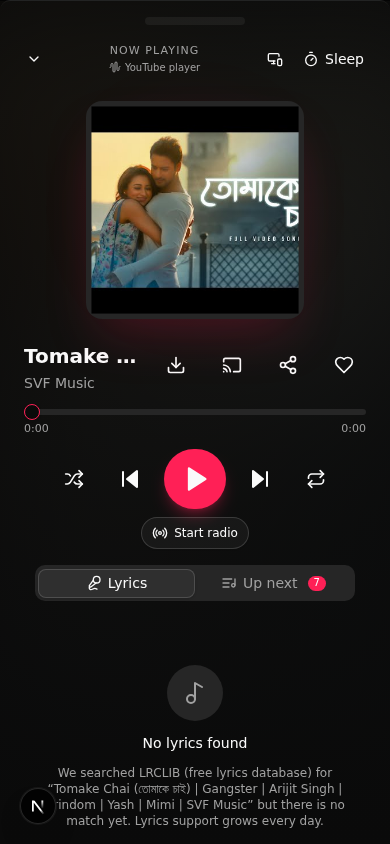 NOW PLAYING
YouTube player
Sleep
তোমাকে
চ
FULL VIDEO SONG
Tomake ...
SVF Music
0:00
0:00
Start radio
Lyrics
Up next 7
No lyrics found
We searched LRCLIB (free lyrics database) for
“Tomake Chai (তোমাকে চাই) | Gangster | Arijit Singh |
rindom | Yash | Mimi | SVF Music” but there is no
match yet. Lyrics support grows every day.
N